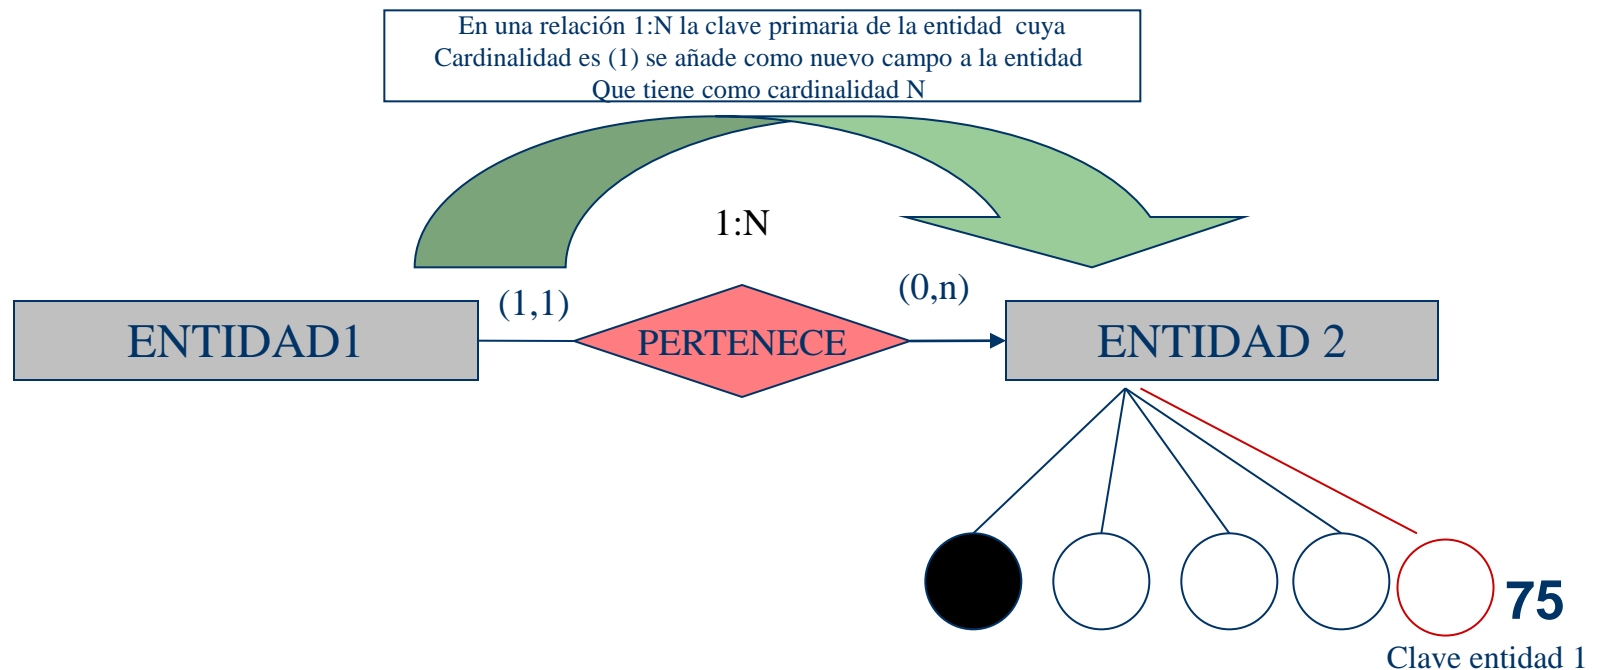 En una relación 1:N la clave primaria de la entidad cuya
Cardinalidad es (1) se añade como nuevo campo a la entidad
Que tiene como cardinalidad N
1:N
(1,1)
(0,n)
ENTIDAD1
PERTENECE
ENTIDAD 2
75
Clave entidad 1